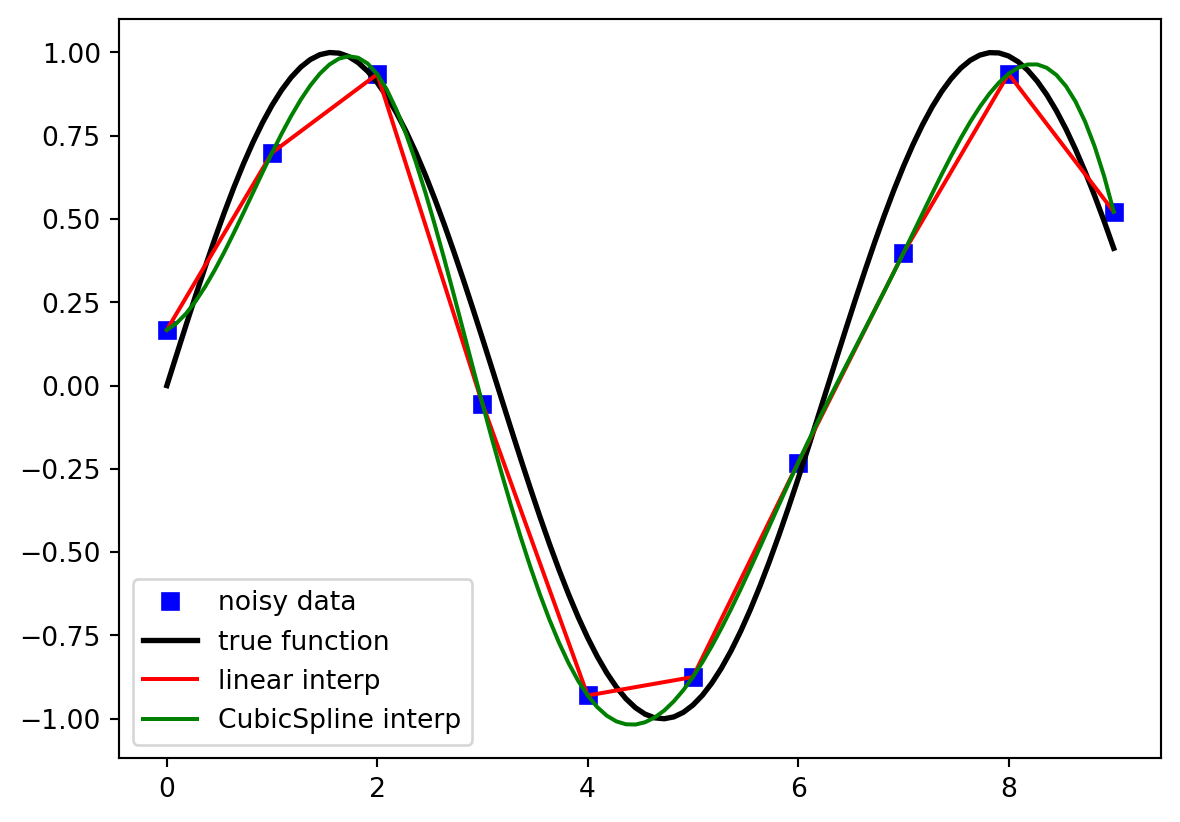 1.00
0.75
0.50
0.25
0.00
−0.25
−0.50
−0.75
−1.00
noisy data
true function
linear interp
CubicSpline interp
0 2 4 6 8